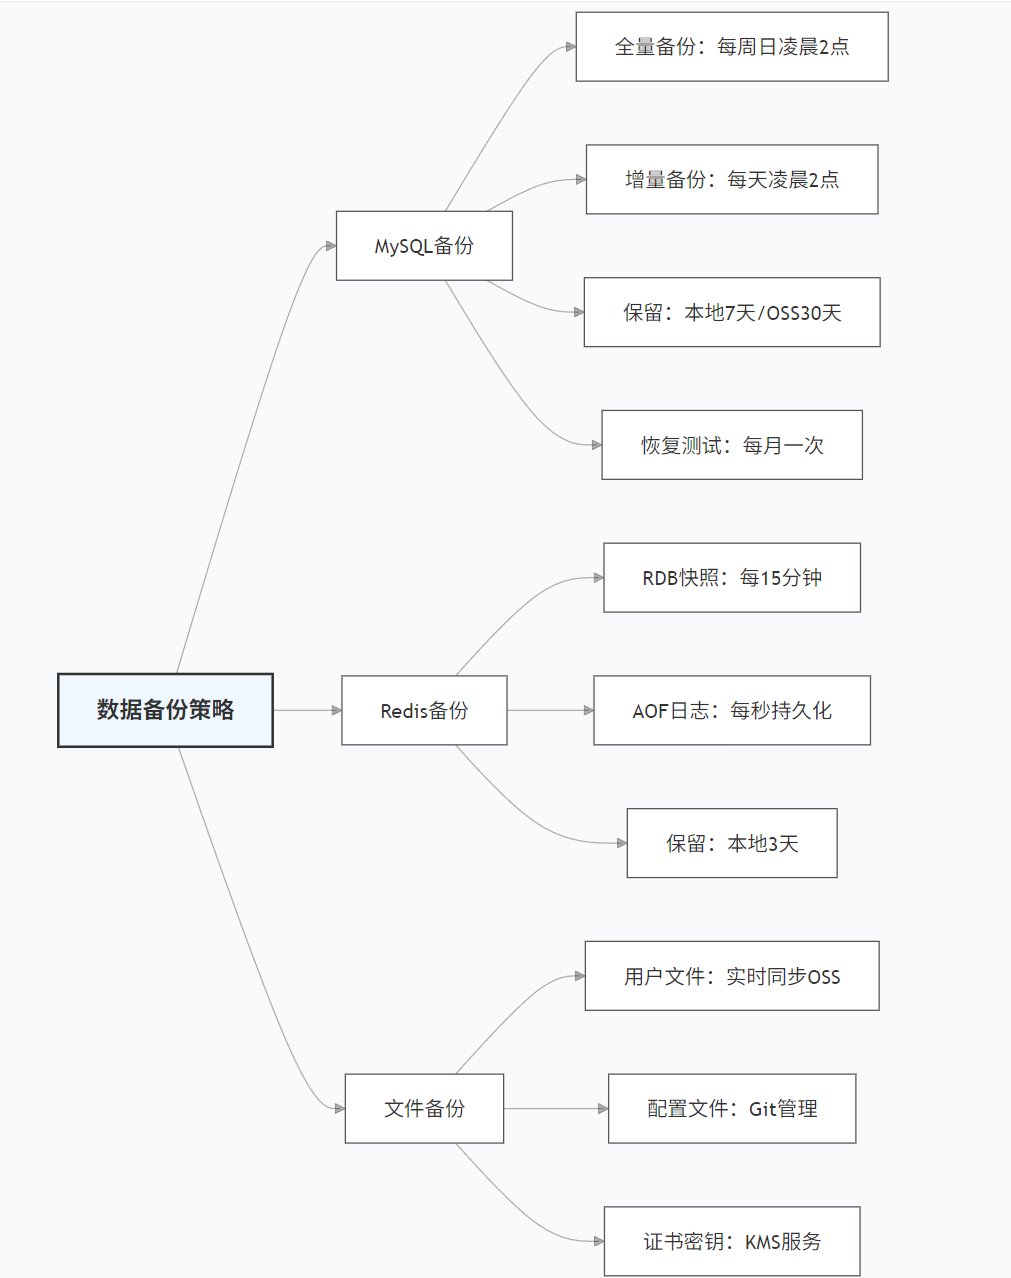 数据备份策略
MySQL备份
全量备份：每周日凌晨2点
增量备份：每天凌晨2点
保留：本地7天/OSS30天
恢复测试：每月一次
Redis备份
RDB快照：每15分钟
AOF日志：每秒持久化
保留：本地3天
文件备份
用户文件：实时同步OSS
配置文件：Git管理
证书密钥：KMS服务